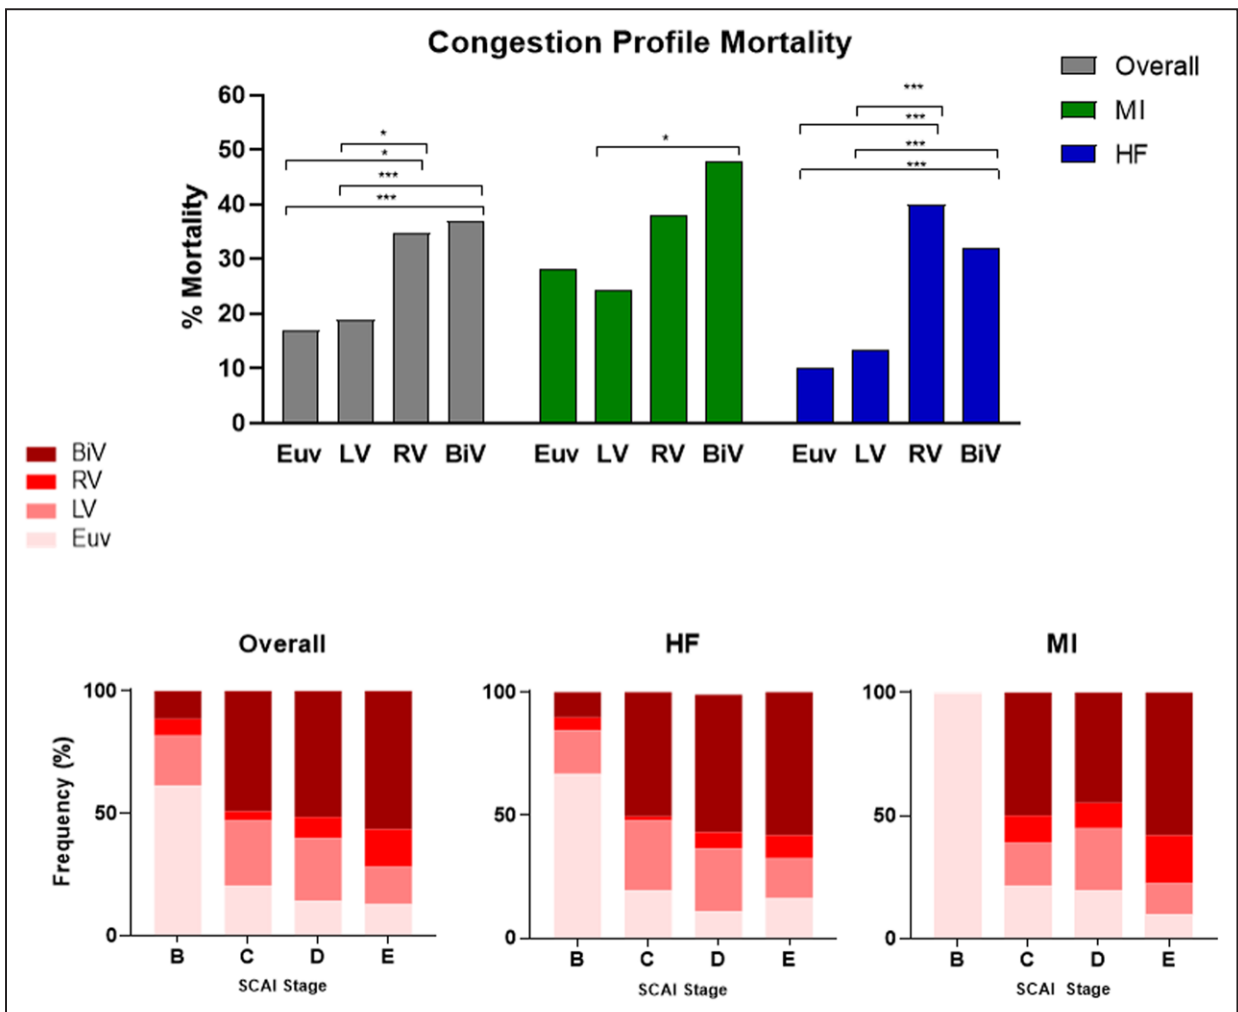 Congestion Profile Mortality
Overall
MI
HF
% Mortality
60
50
40
30
20
10
0
* * *** ***
*
*** *** *** ***
Euv LV RV BiV Euv LV RV BiV Euv LV RV BiV
BiV
RV
LV
Euv
Overall
Frequency (%)
100
50
0
B C D E
SCAI Stage
HF
100
50
0
B C D E
SCAI Stage
MI
100
50
0
B C D E
SCAI Stage